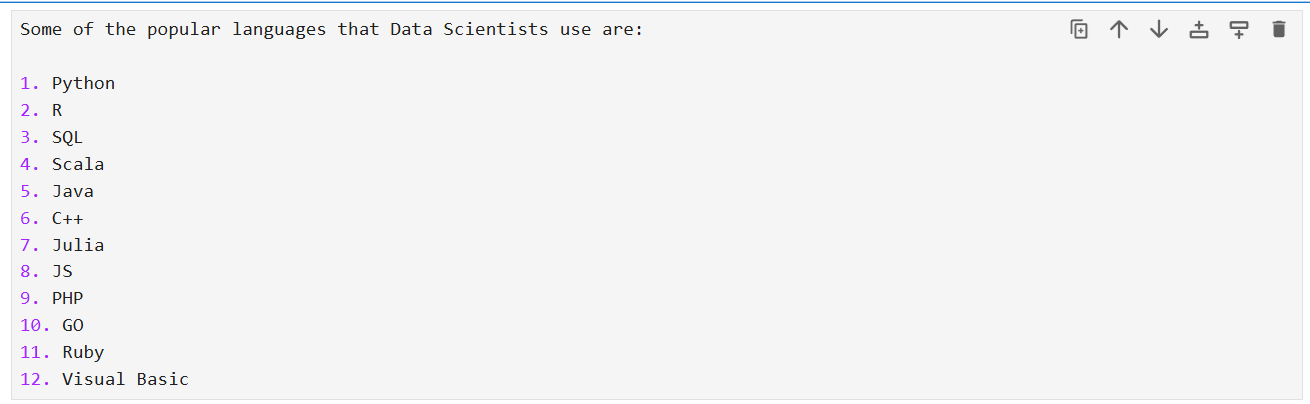 Some of the popular languages that Data Scientists use are:
1. Python
2. R
3. SQL
4. Scala
5. Java
6. C++
7. Julia
8. JS
9. PHP
10. GO
11. Ruby
12. Visual Basic